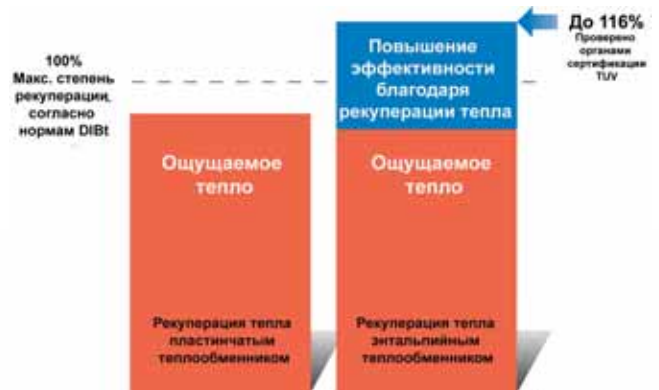 100%
Макс. степень
рекуперации,
согласно
нормам DIBt
Ощущаемое
тепло
Рекуперация тепла
пластинчатым
теплообменником
Повышение
эффективности
благодаря
рекуперации тепла
Ощущаемое
тепло
Рекуперация тепла
энтальпийным
теплообменником
До 116%
Проверено
органами
сертификации
TUV